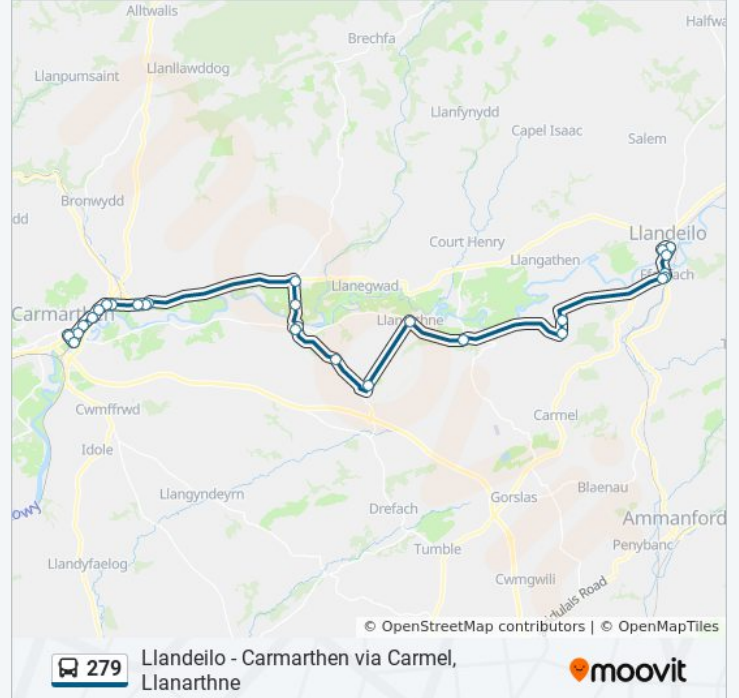 Alltwalis
Halfwa
Brechfa
Llanpumsaint
Llanllawddog
Llanfynydd
Capel Isaac
Salem
Bronwydd
dd
Llandeilo
Court Henry
Llangathen
Ffairfach
Llanegwad
Carmarthen
Llanarthne
Cwmffrwd
Carmel
Idole
Llangyndeyrn
Gorslas
Blaenau
Drefach
Ammanford
Tumble
Penybanc
Llandyfaelog
Cwmgwili
dulais Road
© OpenStreetMap contributors | © OpenMapTiles
279
Llandeilo - Carmarthen via Carmel,
Llanarthne
moovit